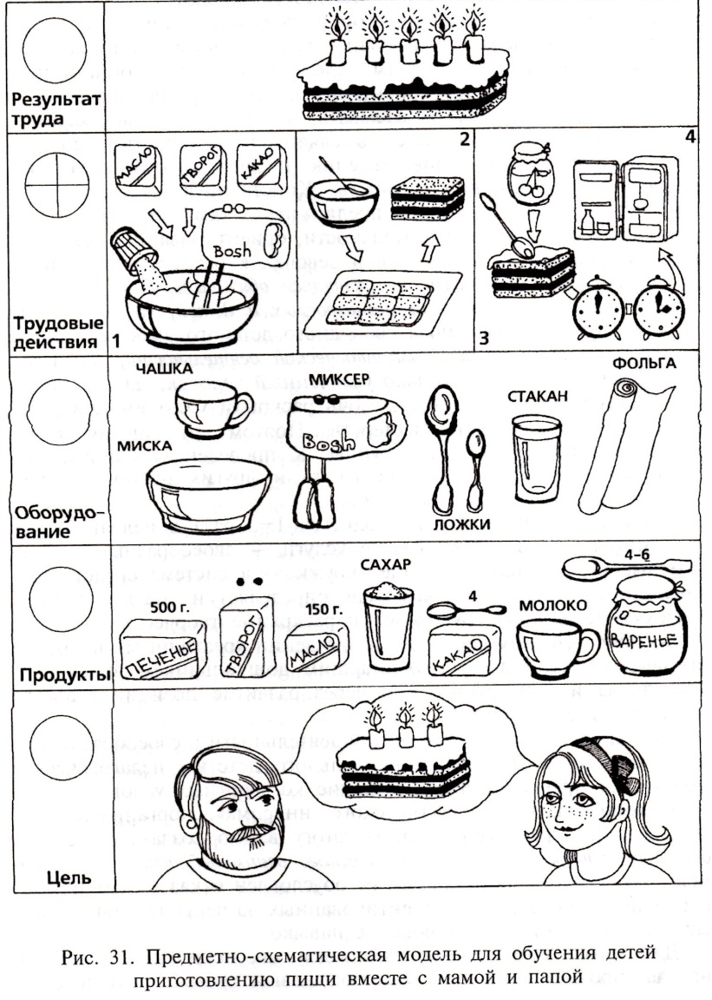 Результат
труда
МАСЛО
ТВОРОГ
КАКАО
2
4
Bosh
Трудовые
действия
1
3
ЧАШКА
МИКСЕР
ФОЛЬГА
СТАКАН
МИСКА
Bosh
Оборудо-
вание
ЛОЖКИ
САХАР
4–6
500 г.
150 г.
4
МОЛОКО
ПЕЧЕНЬЕ
ТВОРОГ
МАСЛО
КАКАО
ВАРЕНЬЕ
Продукты
Цель
Рис. 31. Предметно-схематическая модель для обучения детей
приготовлению пищи вместе с мамой и папой